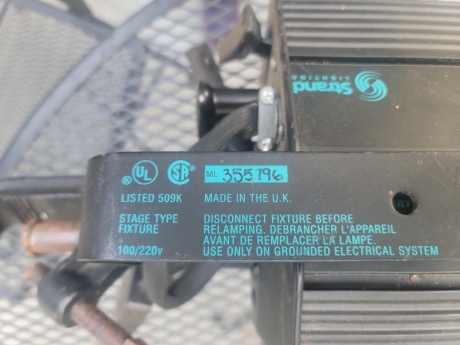 Strand
LIGHTING
UL SA ML 355796
LISTED 509K MADE IN THE U.K.
STAGE TYPE DISCONNECT FIXTURE BEFORE
FIXTURE RELAMPING. DEBRANCHER L'APPAREIL
AVANT DE REMPLACER LA LAMPE.
100/220v USE ONLY ON GROUNDED ELECTRICAL SYSTEM